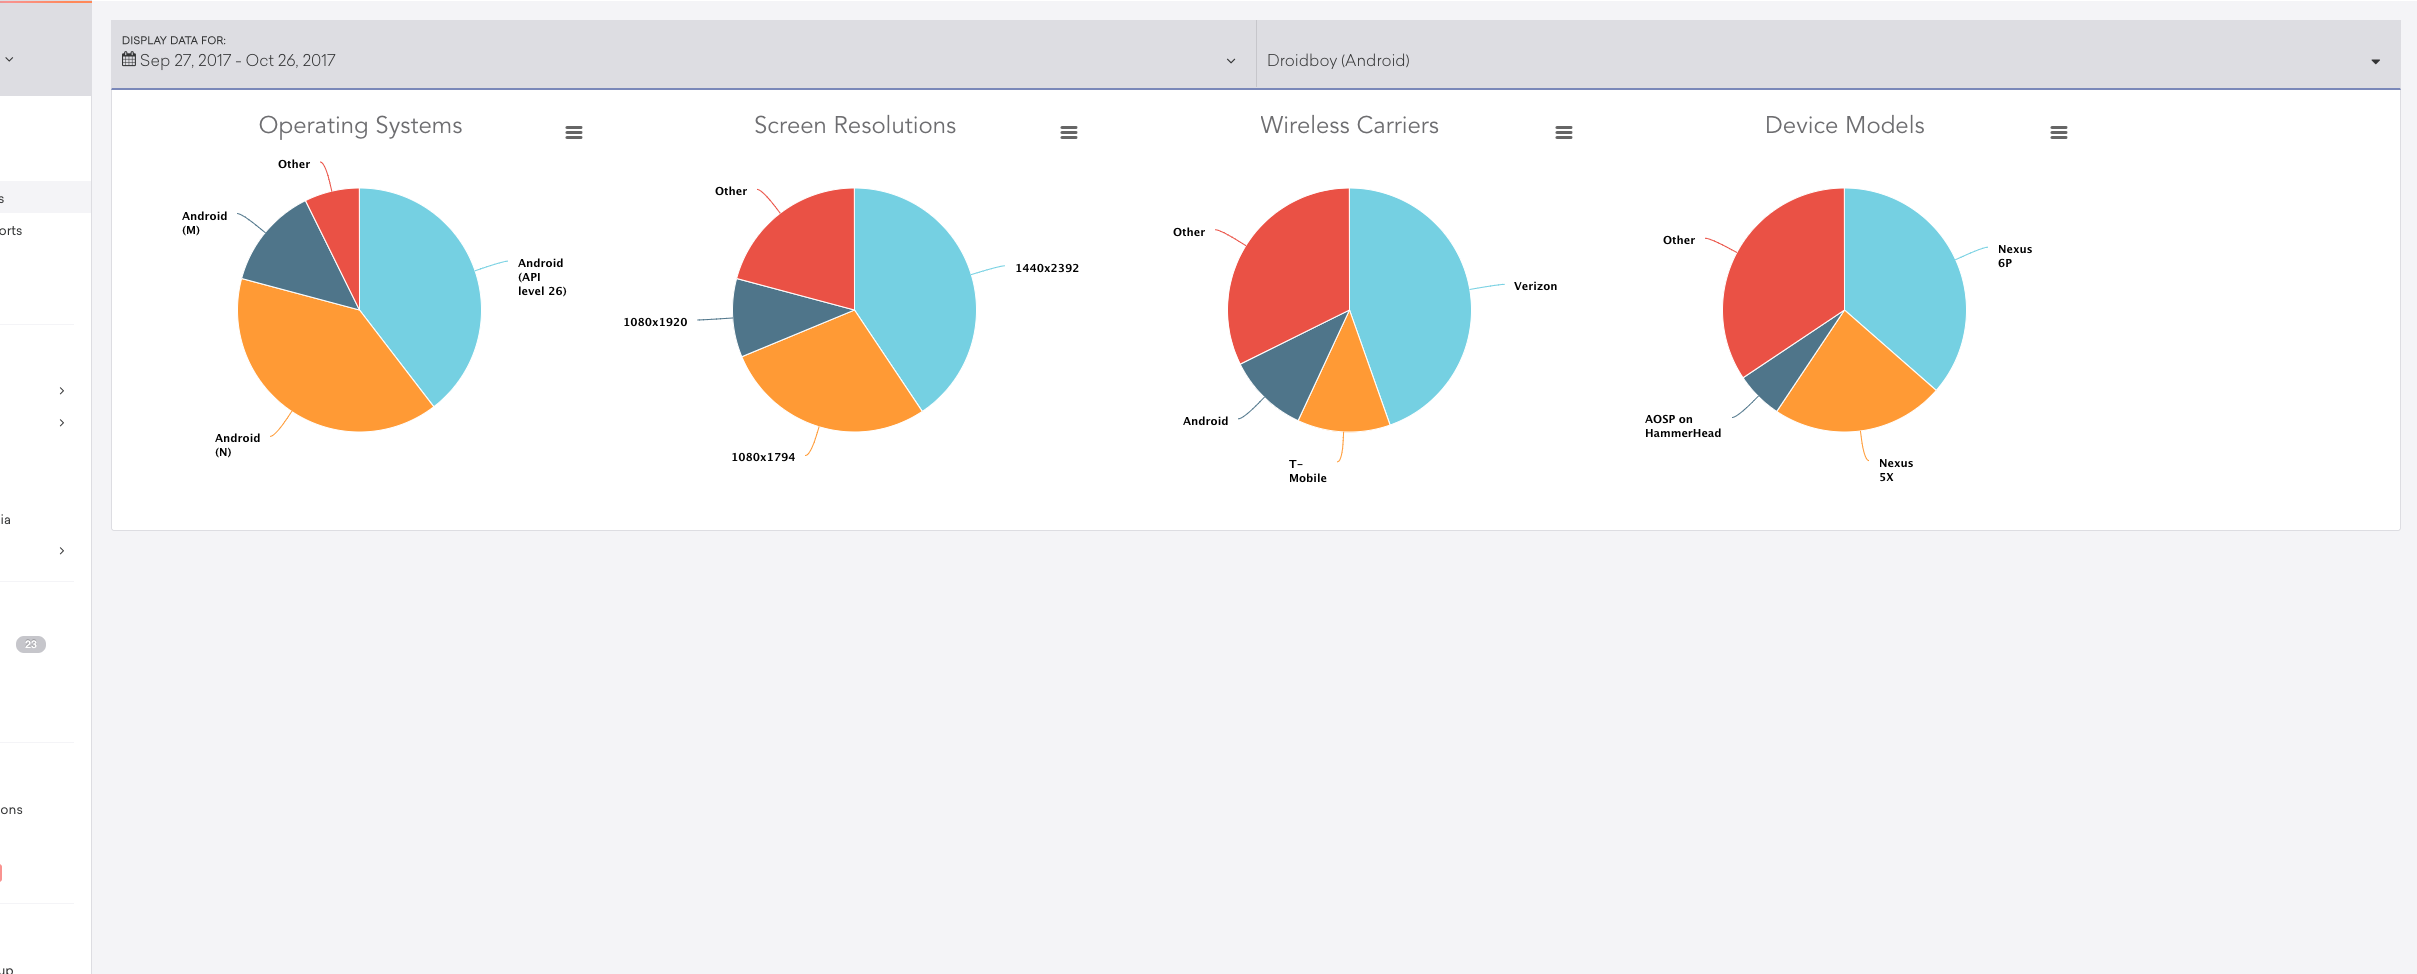 DISPLAY DATA FOR:
Sep 27, 2017 - Oct 26, 2017
Droidboy (Android)
Operating Systems
Other
Android
(M)
Android
(API
level 26)
Android
(N)
Screen Resolutions
Other
1440x2392
1080x1920
1080x1794
Wireless Carriers
Other
Verizon
Android
T-
Mobile
Device Models
Other
Nexus
6P
AOSP on
HammerHead
Nexus
5X
s
orts
ia
23
ons
up